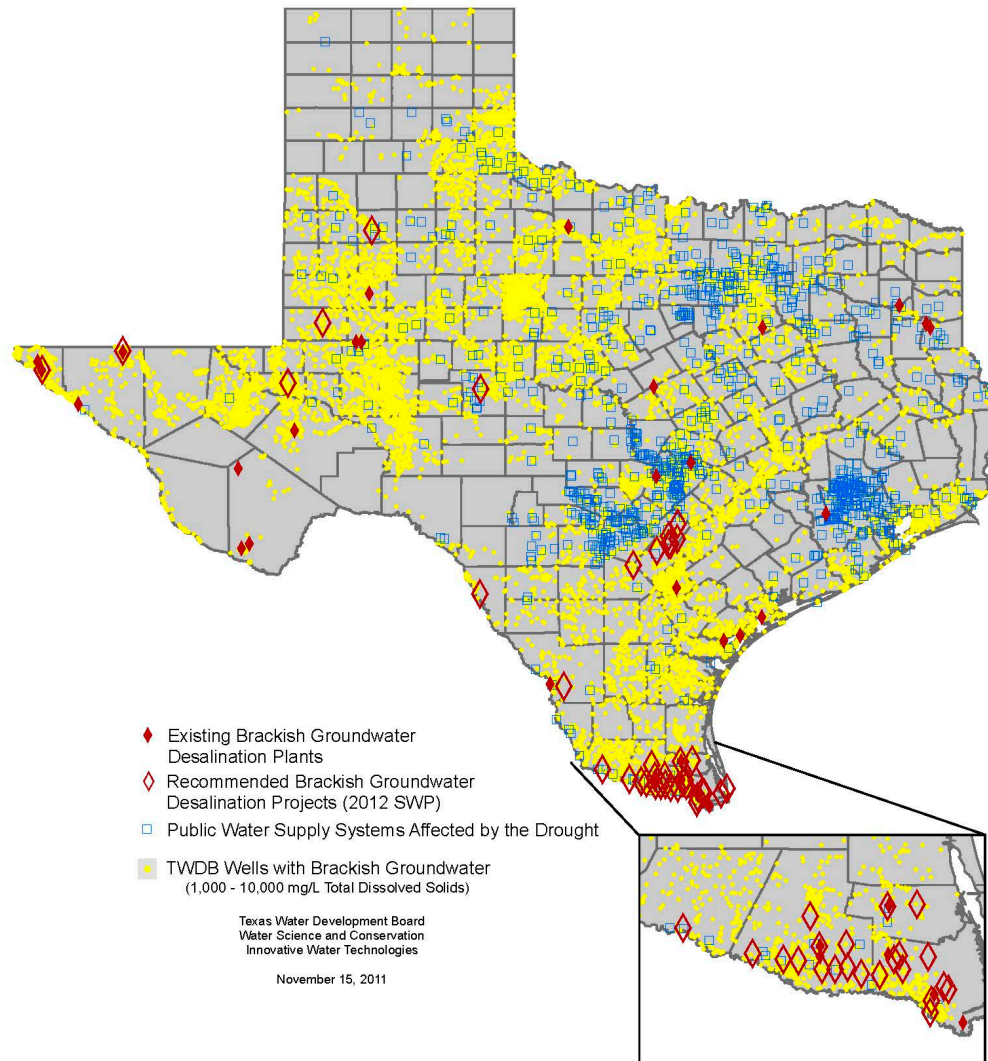 Existing Brackish Groundwater
Desalination Plants
Recommended Brackish Groundwater
Desalination Projects (2012 SWP)
Public Water Supply Systems Affected by the Drought
TWDB Wells with Brackish Groundwater
(1,000 - 10,000 mg/L Total Dissolved Solids)
Texas Water Development Board
Water Science and Conservation
Innovative Water Technologies
November 15, 2011